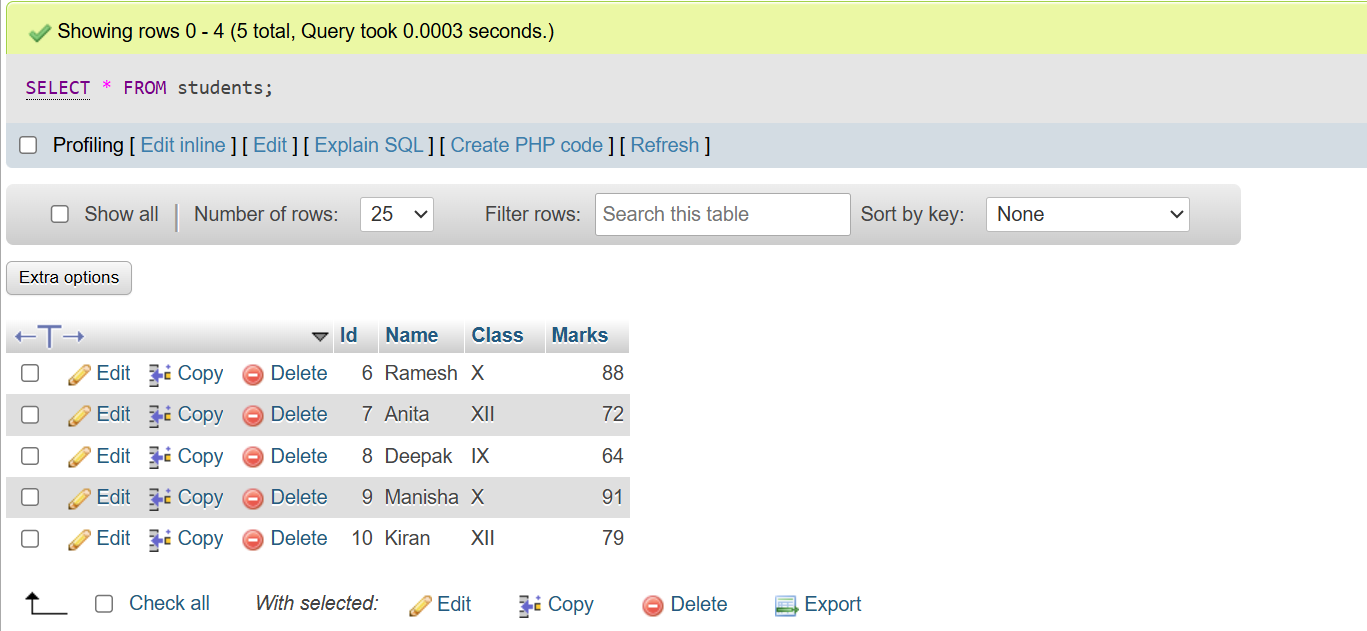 Showing rows 0 - 4 (5 total, Query took 0.0003 seconds.)
SELECT * FROM students;
Profiling [ Edit inline ] [ Edit ] [ Explain SQL ] [ Create PHP code ] [ Refresh ]
Show all | Number of rows: 25 Filter rows: Search this table Sort by key: None
Extra options
←T→ Id Name Class Marks
Edit Copy Delete 6 Ramesh X 88
Edit Copy Delete 7 Anita XII 72
Edit Copy Delete 8 Deepak IX 64
Edit Copy Delete 9 Manisha X 91
Edit Copy Delete 10 Kiran XII 79
Check all With selected: Edit Copy Delete Export